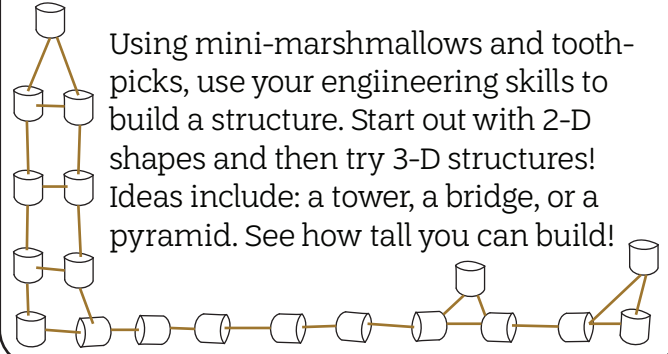 Using mini-marshmallows and tooth-
picks, use your engiineering skills to
build a structure. Start out with 2-D
shapes and then try 3-D structures!
Ideas include: a tower, a bridge, or a
pyramid. See how tall you can build!